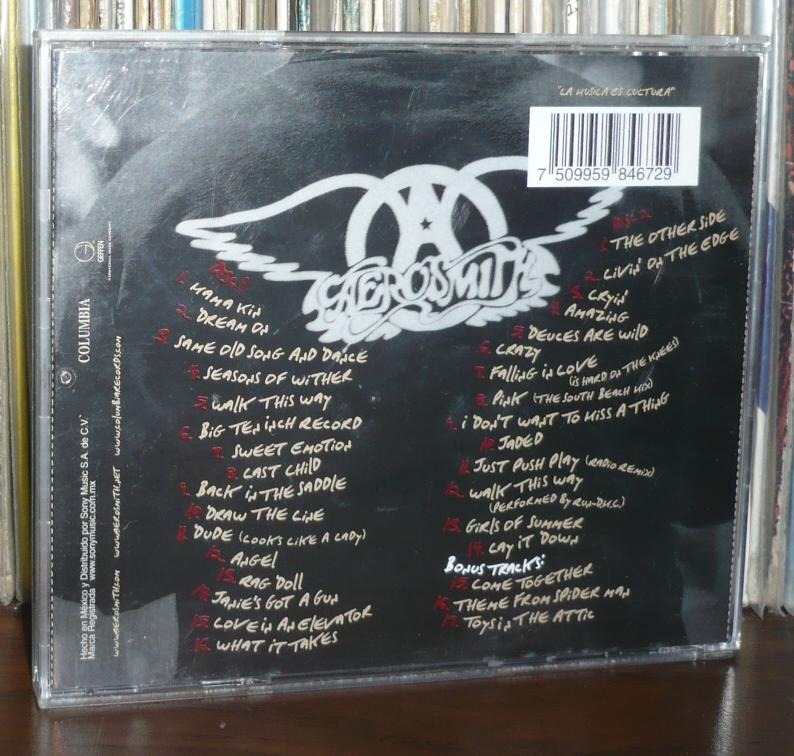 "LA MUSICA ES CULTURA"
7 509959 846729
AEROSMITH
DISC 1
1. MAMA KIN
2. DREAM ON
3. SAME OLD SONG AND DANCE
4. SEASONS OF WITHER
5. WALK THIS WAY
6. BIG TEN INCH RECORD
7. SWEET EMOTION
8. LAST CHILD
9. BACK IN THE SADDLE
10. DRAW THE LINE
11. DUDE (LOOKS LIKE A LADY)
12. ANGEL
13. RAG DOLL
14. JANIE'S GOT A GUN
15. LOVE IN AN ELEVATOR
16. WHAT IT TAKES
DISC 2
1. THE OTHER SIDE
2. LIVIN' ON THE EDGE
3. CRYIN'
4. AMAZING
5. DEUCES ARE WILD
6. CRAZY
7. FALLING IN LOVE
(IS HARD ON THE KNEES)
8. PINK (THE SOUTH BEACH MIX)
9. I DON'T WANT TO MISS A THING
10. JADED
11. JUST PUSH PLAY (RADIO REMIX)
12. WALK THIS WAY
(PERFORMED BY RUN-D.M.C.)
13. GIRLS OF SUMMER
14. LAY IT DOWN
BONUS TRACKS:
15. COME TOGETHER
16. THEME FROM SPIDER MAN
17. TOYS IN THE ATTIC
GEFFEN
COLUMBIA
Hecho en México y Distribuido por Sony Music S.A. de C.V.
Marca Registrada www.sonymusic.com.mx
WWW.AEROSMITH.COM WWW.AEROSMITH.NET WWW.COLUMBIARECORDS.COM